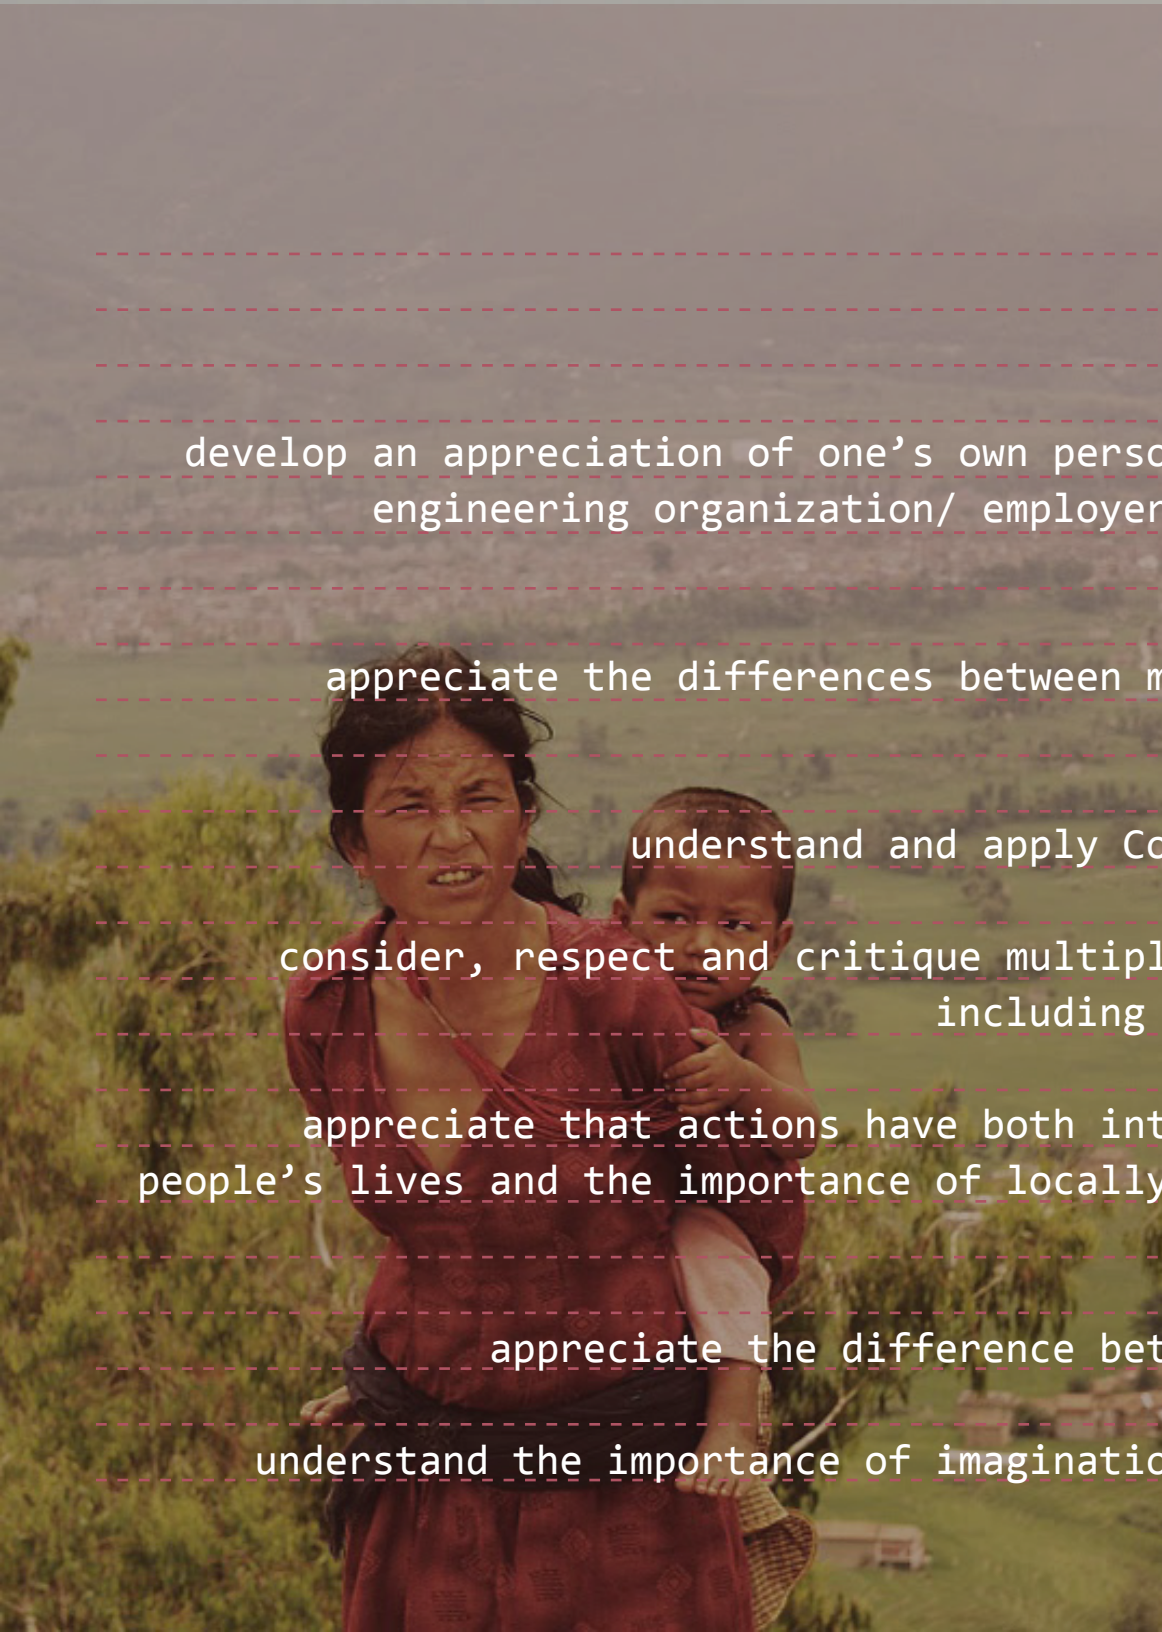 develop an appreciation of one’s own perso
engineering organization/ employer
appreciate the differences between m
understand and apply Co
consider, respect and critique multipl
including
appreciate that actions have both int
people’s lives and the importance of locally
appreciate the difference bet
understand the importance of imaginatio